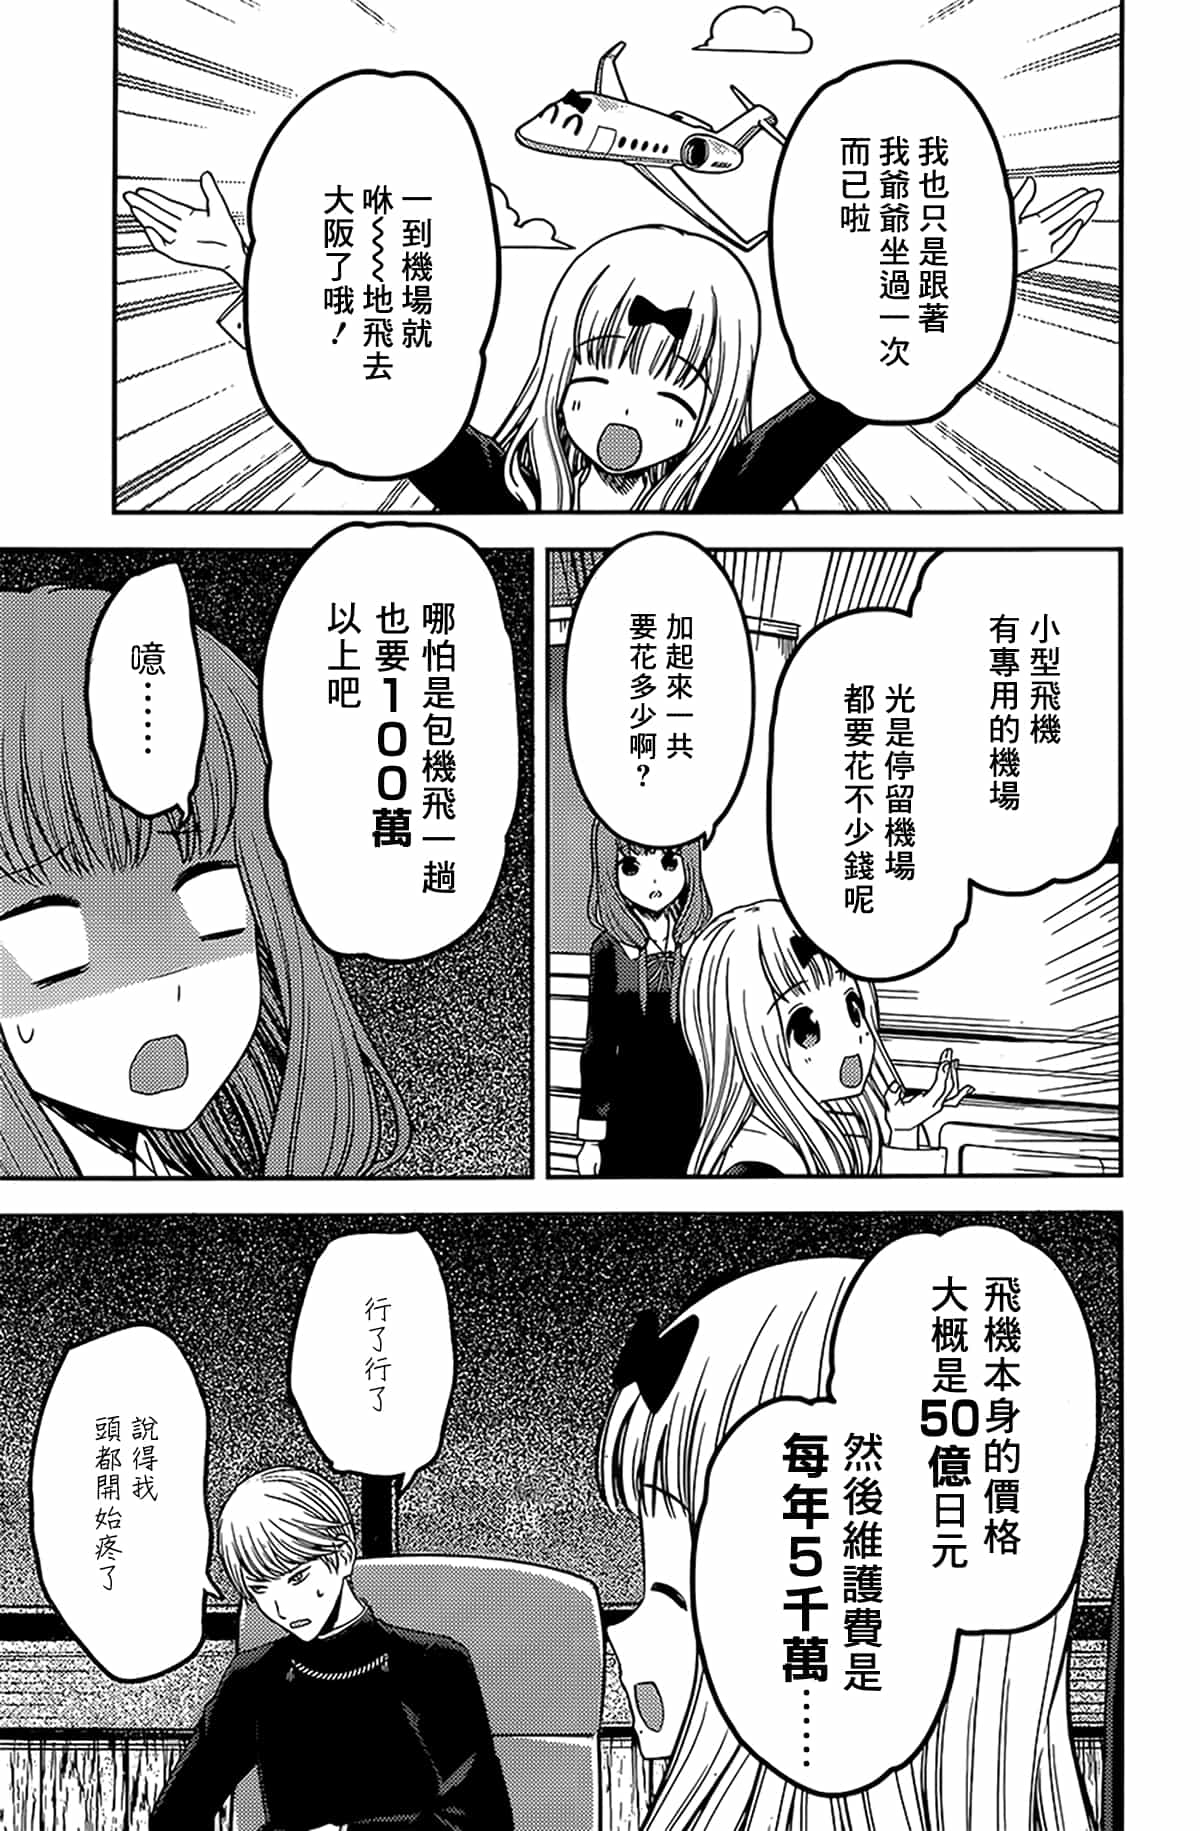 我也只是跟著
我爺爺坐過一次
而已啦
一到機場就
咻～～地飛去
大阪了哦！
小型飛機
有專用的機場
光是停留機場
都要花不少錢呢
加起來一共
要花多少啊？
哪怕是包機飛一趟
也要100萬
以上吧
噫……
飛機本身的價格
大概是50億日元
然後維護費是
每年5千萬……
行了行了
說得我
頭都開始疼了